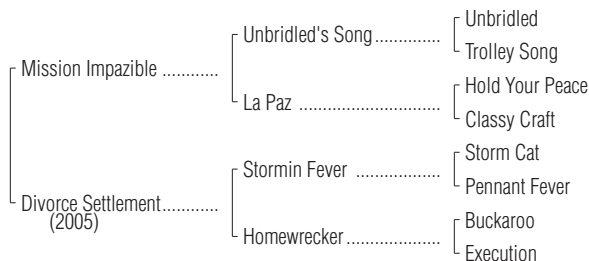 Unbridled
Unbridled's Song..............
Trolley Song
Mission Impazible ............
Hold Your Peace
La Paz ..............................
Classy Craft
Storm Cat
Stormin Fever ..................
Pennant Fever
Divorce Settlement............
(2005)
Buckaroo
Homewrecker....................
Execution